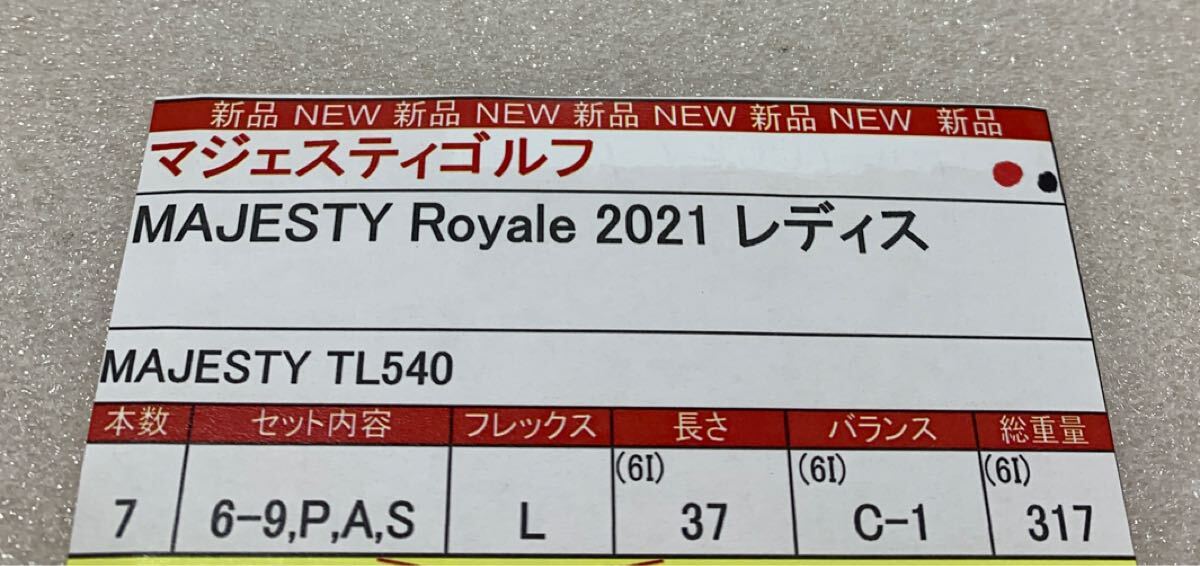 新品 NEW 新品 NEW 新品 NEW 新品 NEW 新品
マジェスティゴルフ
MAJESTY Royale 2021 レディス
MAJESTY TL540
本数 セット内容 フレックス 長さ バランス 総重量
(6I) (6I) (6I)
7 6-9,P,A,S L 37 C-1 317